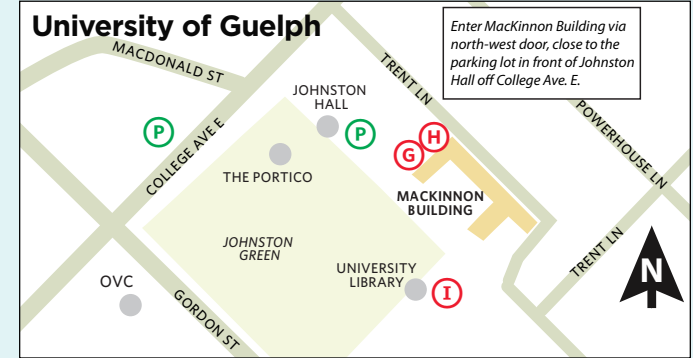 University of Guelph
Enter MacKinnon Building via
north-west door, close to the
parking lot in front of Johnston
Hall off College Ave. E.
MACDONALD ST
TRENT LN
JOHNSTON
HALL
POWERHOUSE LN
P
P
H
G
COLLEGE AVE E
THE PORTICO
MACKINNON
BUILDING
JOHNSTON
GREEN
TRENT LN
N
UNIVERSITY
LIBRARY
I
OVC
GORDON ST